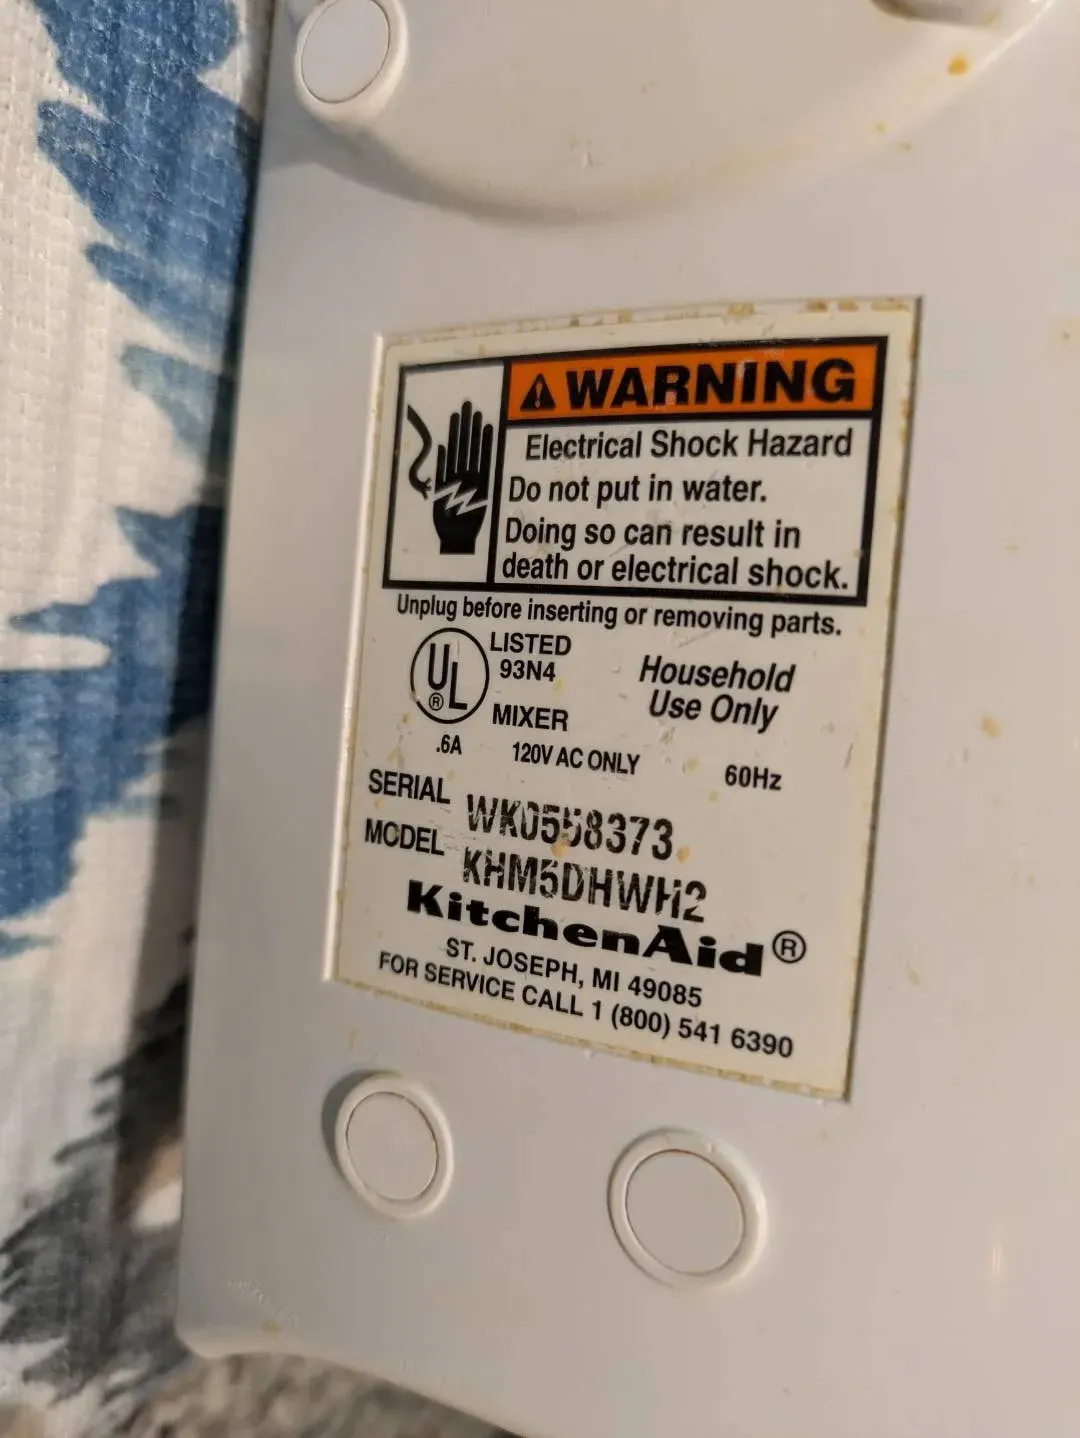 WARNING
Electrical Shock Hazard
Do not put in water.
Doing so can result in
death or electrical shock.
Unplug before inserting or removing parts.
UL® LISTED
93N4
Household
Use Only
MIXER
.6A 120V AC ONLY 60Hz
SERIAL WK0558373
MODEL KHM5DHWH2
KitchenAid®
ST. JOSEPH, MI 49085
FOR SERVICE CALL 1 (800) 541 6390